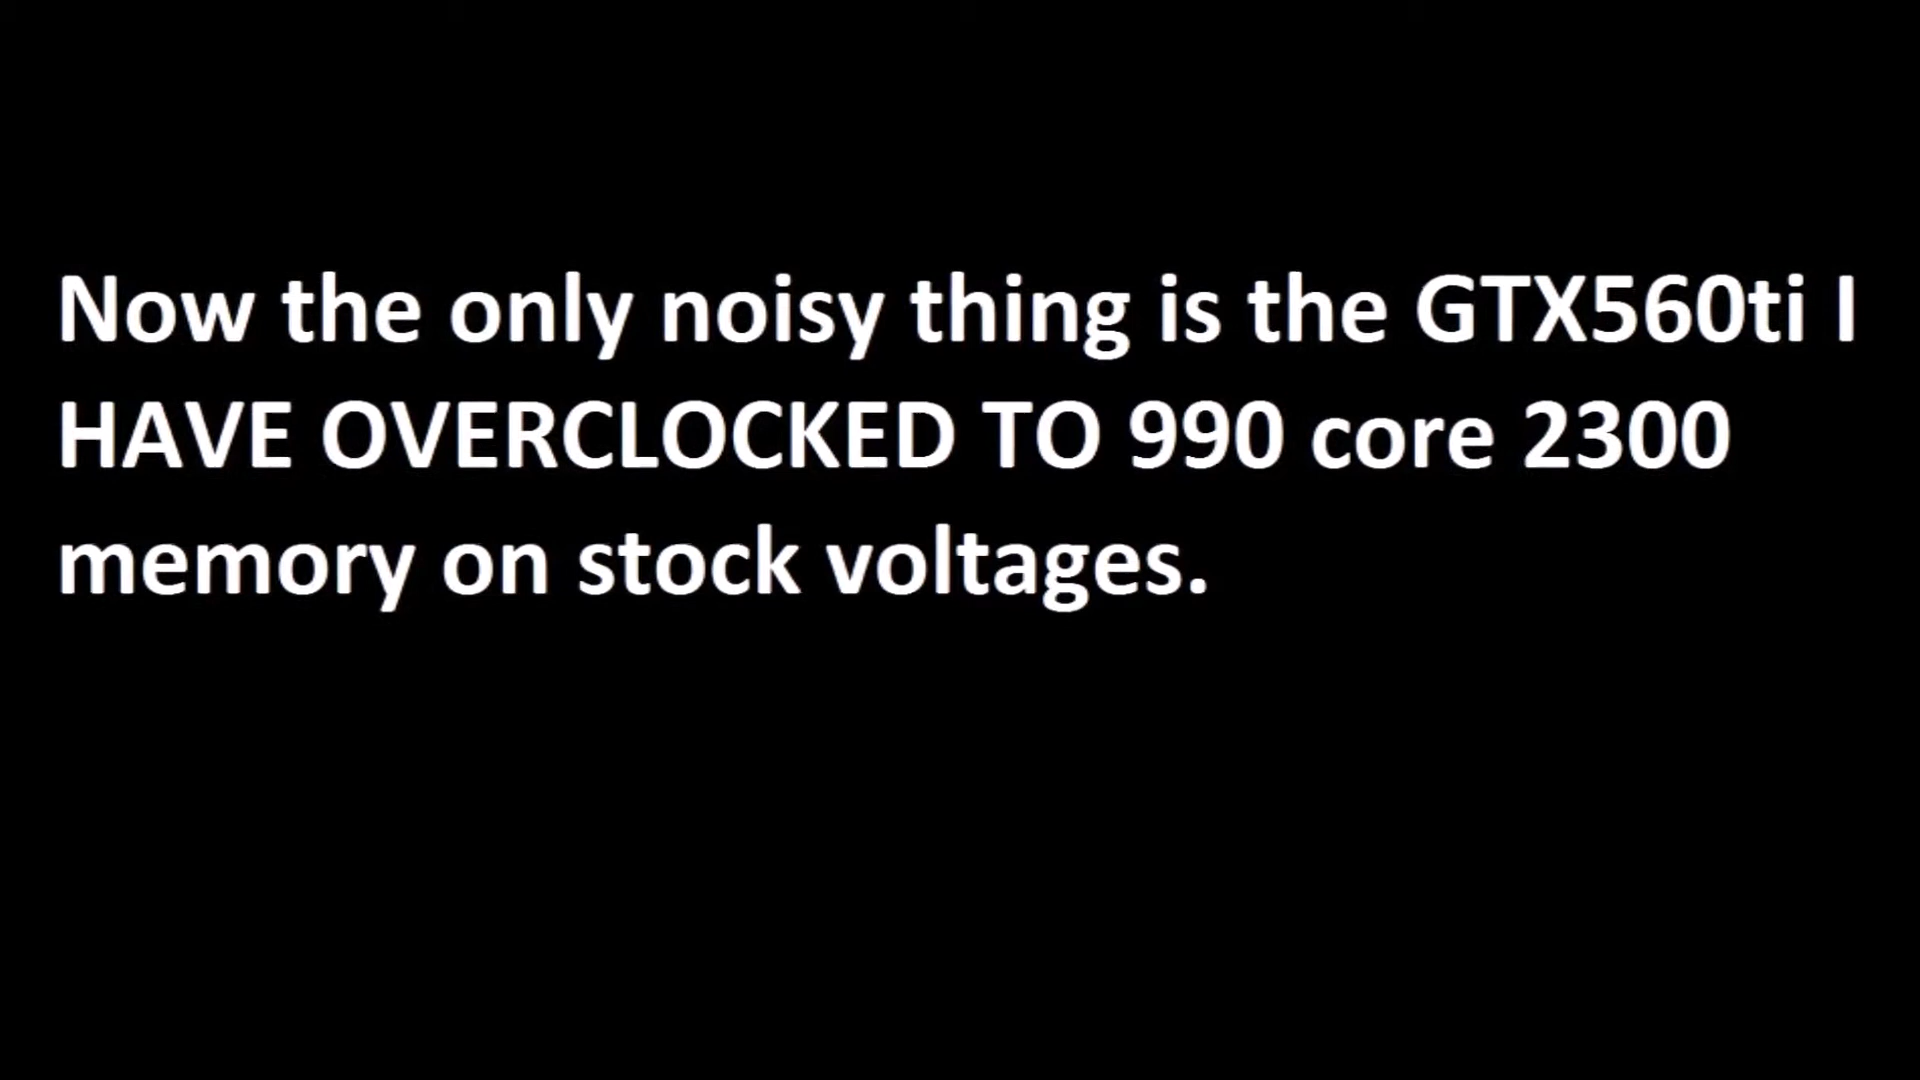 Now the only noisy thing is the GTX560ti I
HAVE OVERCLOCKED TO 990 core 2300
memory on stock voltages.